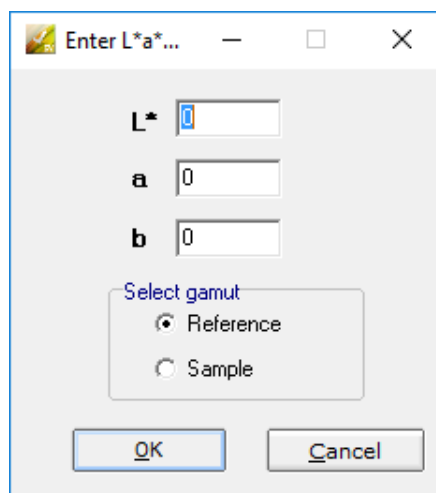 Enter L*a*...
L* 0
a 0
b 0
Select gamut
Reference
Sample
OK Cancel